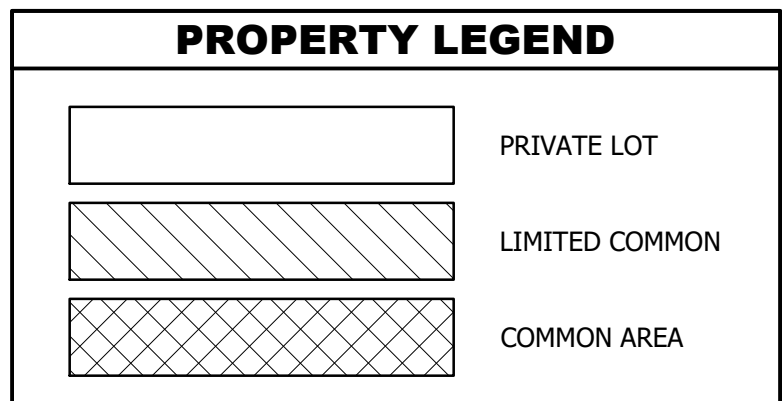 PROPERTY LEGEND
PRIVATE LOT
LIMITED COMMON
COMMON AREA